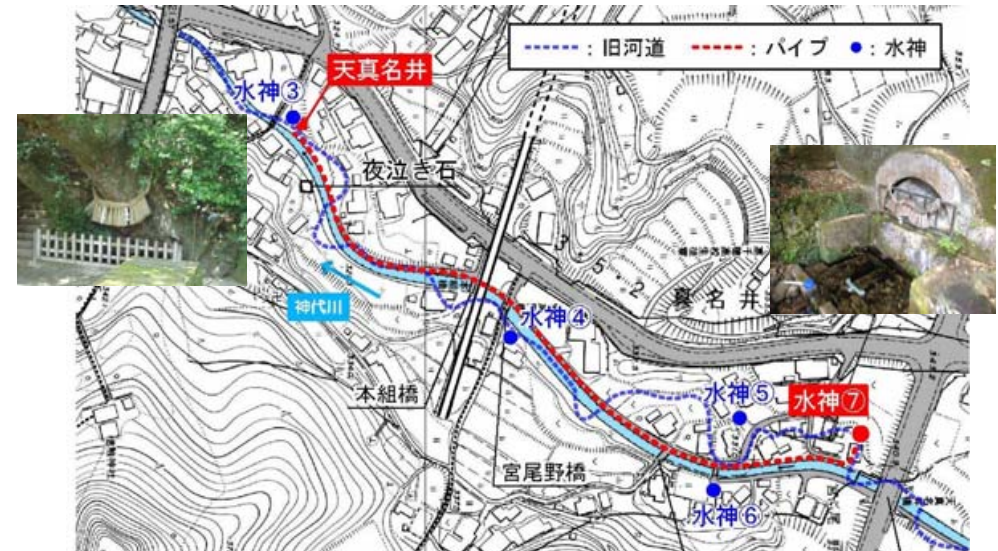 ：旧河道　：パイプ　：水神
天真名井
水神③
夜泣き石
神代川
真名井
水神④
本組橋
水神⑤
水神⑦
宮尾野橋
水神⑥